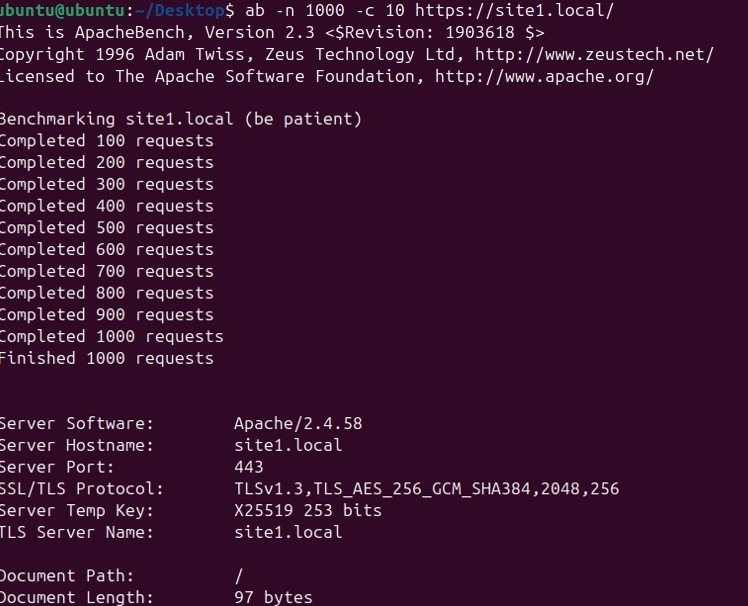 ubuntu@ubuntu:~/Desktop$ ab -n 1000 -c 10 https://site1.local/
This is ApacheBench, Version 2.3 <$Revision: 1903618 $>
Copyright 1996 Adam Twiss, Zeus Technology Ltd, http://www.zeustech.net/
Licensed to The Apache Software Foundation, http://www.apache.org/
Benchmarking site1.local (be patient)
Completed 100 requests
Completed 200 requests
Completed 300 requests
Completed 400 requests
Completed 500 requests
Completed 600 requests
Completed 700 requests
Completed 800 requests
Completed 900 requests
Completed 1000 requests
Finished 1000 requests
Server Software: Apache/2.4.58
Server Hostname: site1.local
Server Port: 443
SSL/TLS Protocol: TLSv1.3,TLS_AES_256_GCM_SHA384,2048,256
Server Temp Key: X25519 253 bits
TLS Server Name: site1.local
Document Path: /
Document Length: 97 bytes